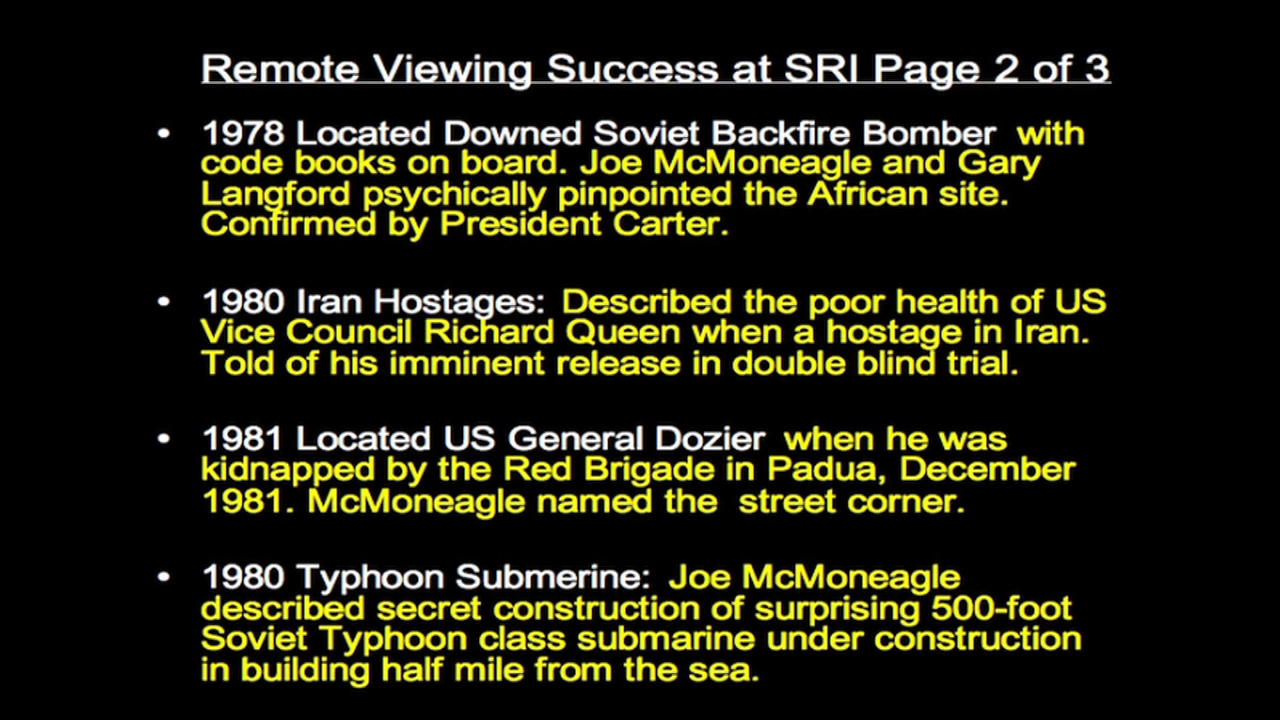 Remote Viewing Success at SRI Page 2 of 3
• 1978 Located Downed Soviet Backfire Bomber with
code books on board. Joe McMoneagle and Gary
Langford psychically pinpointed the African site.
Confirmed by President Carter.
• 1980 Iran Hostages: Described the poor health of US
Vice Council Richard Queen when a hostage in Iran.
Told of his imminent release in double blind trial.
• 1981 Located US General Dozier when he was
kidnapped by the Red Brigade in Padua, December
1981. McMoneagle named the street corner.
• 1980 Typhoon Submerine: Joe McMoneagle
described secret construction of surprising 500-foot
Soviet Typhoon class submarine under construction
in building half mile from the sea.